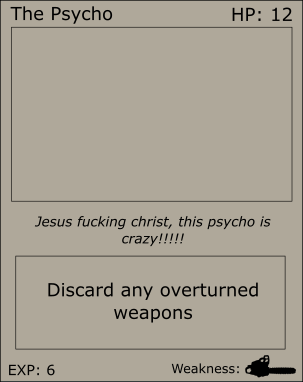 The Psycho
HP: 12
Jesus fucking christ, this psycho is
crazy!!!!!
Discard any overturned
weapons
EXP: 6
Weakness: